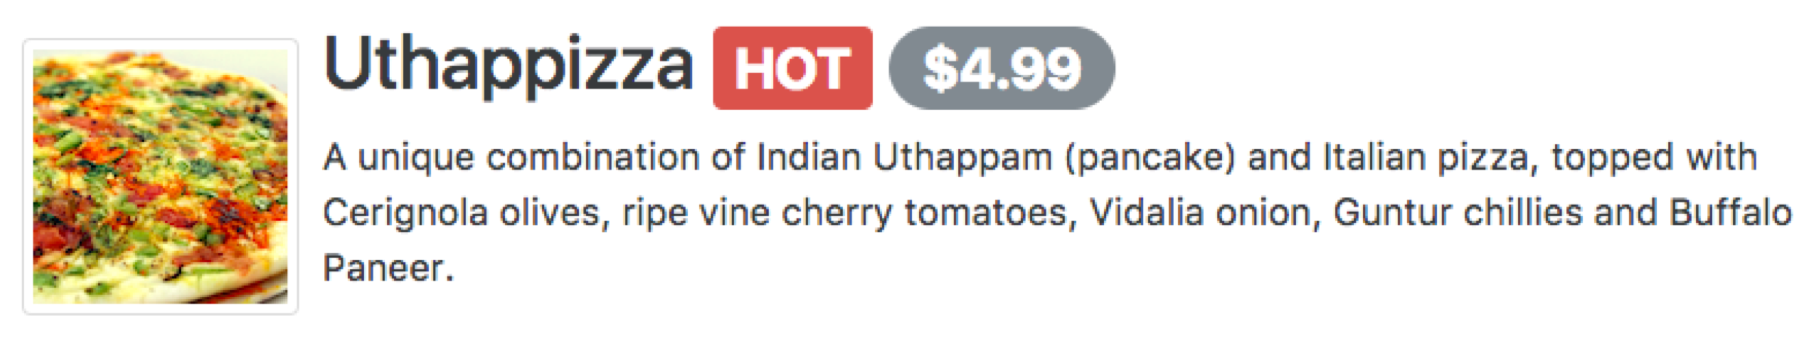 Uthappizza HOT $4.99
A unique combination of Indian Uthappam (pancake) and Italian pizza, topped with
Cerignola olives, ripe vine cherry tomatoes, Vidalia onion, Guntur chillies and Buffalo
Paneer.